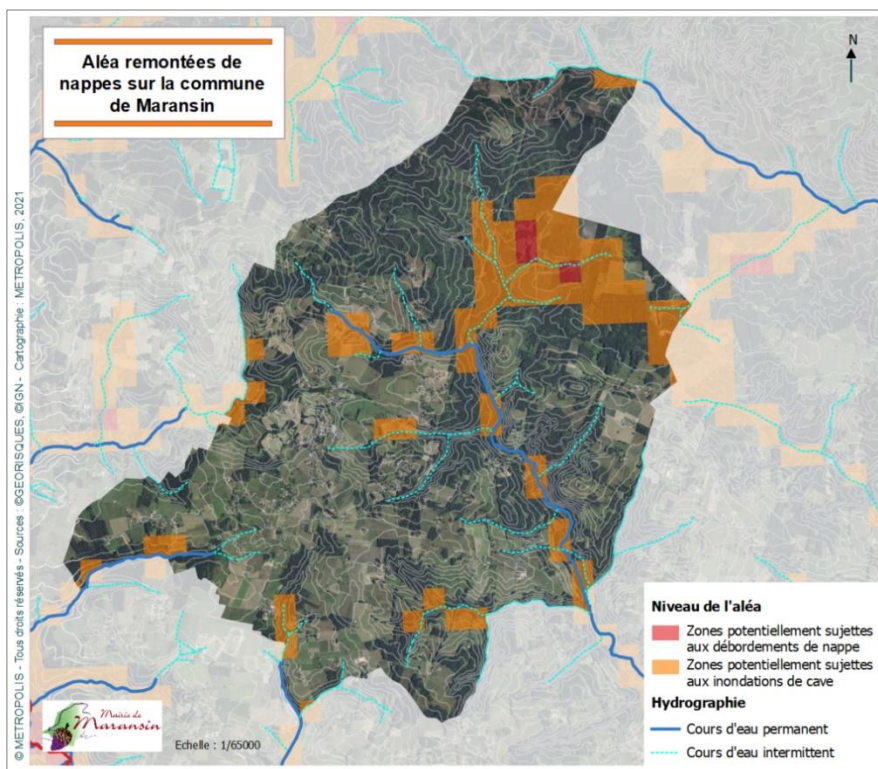 Aléa remontées de
nappes sur la commune
de Maransin
N
© METROPOLIS - Tous droits réservés - Sources : ©GEORISQUES, ©IGN - Cartographie : METROPOLIS, 2021
Niveau de l'aléa
Zones potentiellement sujettes
aux débordements de nappe
Zones potentiellement sujettes
aux inondations de cave
Hydrographie
Cours d'eau permanent
Cours d'eau intermittent
Mairie de
Maransin
Echelle : 1/65000